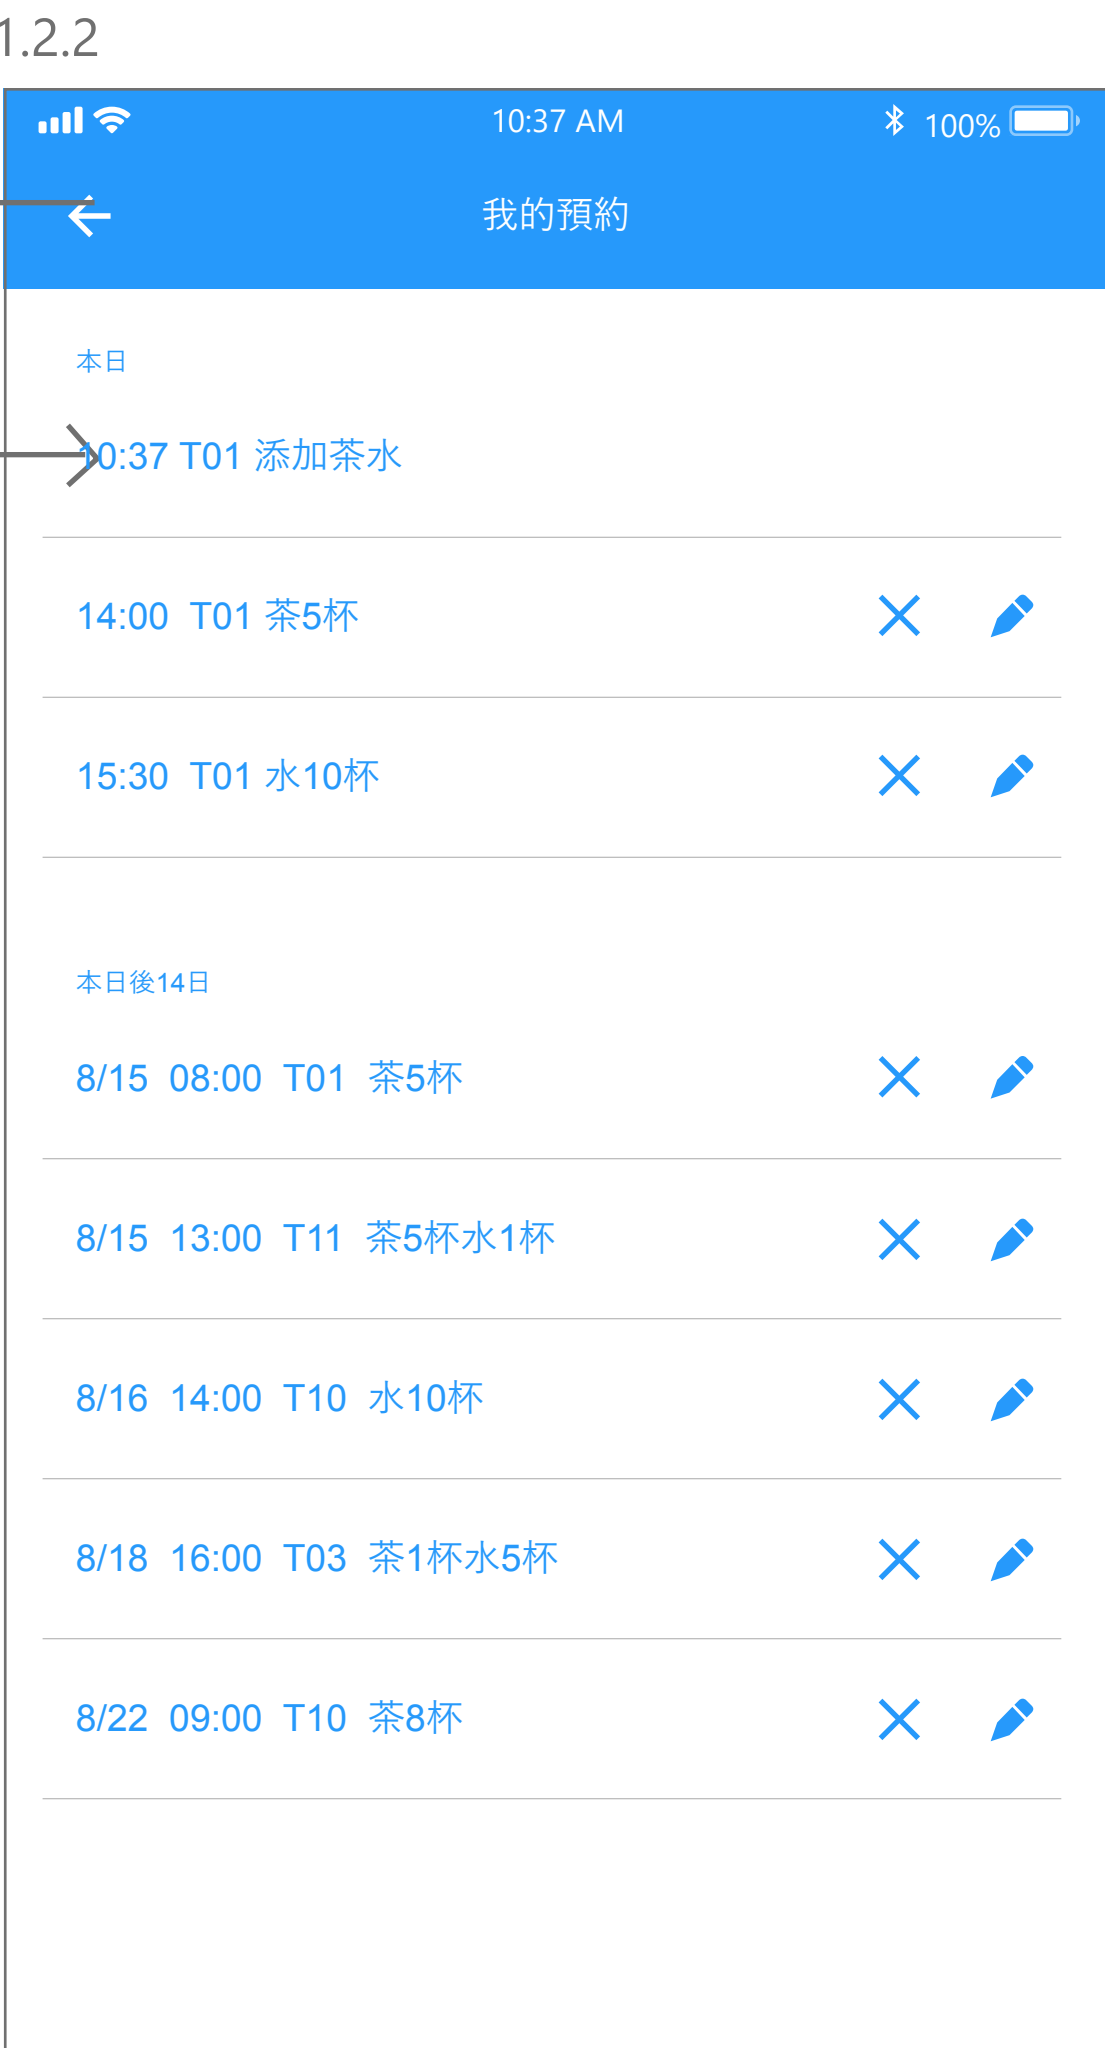 1.2.2
10:37 AM
100%
我的預約
本日
10:37 T01 添加茶水
14:00 T01 茶5杯
15:30 T01 水10杯
本日後14日
8/15 08:00 T01 茶5杯
8/15 13:00 T11 茶5杯水1杯
8/16 14:00 T10 水10杯
8/18 16:00 T03 茶1杯水5杯
8/22 09:00 T10 茶8杯